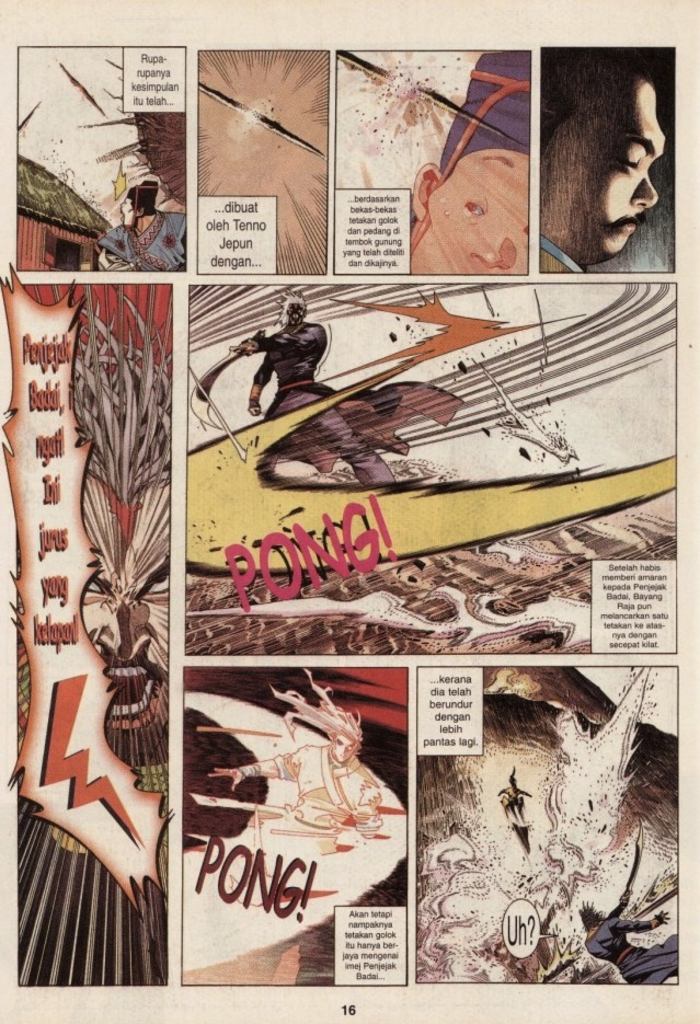 Rupa-
rupanya
kesimpulan
itu telah...
...dibuat
oleh Tenno
Jepun
dengan...
...berdasarkan
bekas-bekas
tetakan golok
dan pedang di
tembok gunung
yang telah diteliti
dan dikajinya.
Penjejak
Badai,
ingat!
Ini
jurus
yang
kelapan!
PONG!
Setelah habis
memberi amaran
kepada Penjejak
Badai, Bayang
Raja pun
melancarkan satu
tetakan ke atas-
nya dengan
secepat kilat.
PONG!
Akan tetapi
nampaknya
tetakan golok
itu hanya ber-
jaya mengenai
imej Penjejak
Badai...
...kerana
dia telah
berundur
dengan
lebih
pantas lagi.
Uh?
16